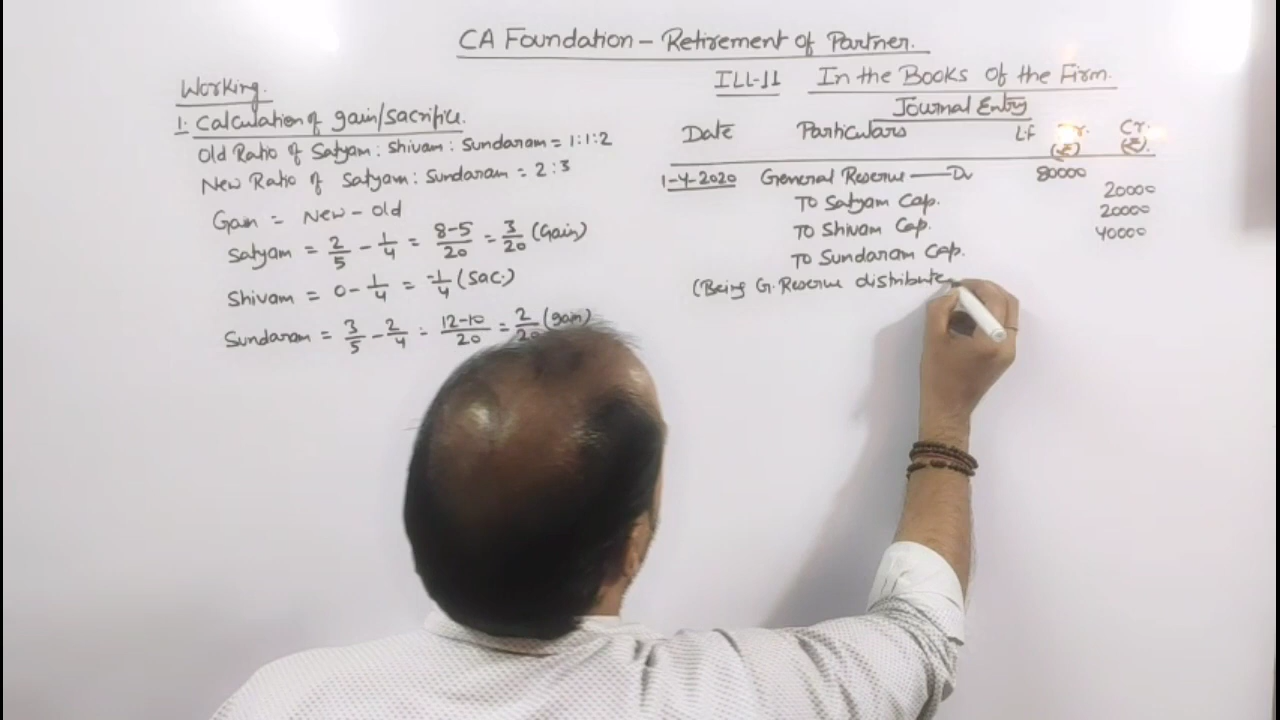 CA Foundation - Retirement of Partner.
Working.
1. Calculation of gain/sacrifice.
Old Ratio of Satyam : Shivam : Sundaram = 1:1:2
New Ratio of Satyam : Sundaram = 2:3
Gain = New - Old
Satyam = 2/5 - 1/4 = 8-5/20 = 3/20 (Gain)
Shivam = 0 - 1/4 = -1/4 (Sac.)
Sundaram = 3/5 - 2/4 = 12-10/20 = 2/20 (gain)
ILL-11 In the Books Of the Firm.
Journal Entry
Date Particulars L.f Cr.
(₹) (₹)
1-4-2020 General Reserve — Dr 80000
To Satyam Cap. 20000
To Shivam Cap. 20000
To Sundaram Cap. 40000
(Being G. Reserve distribute